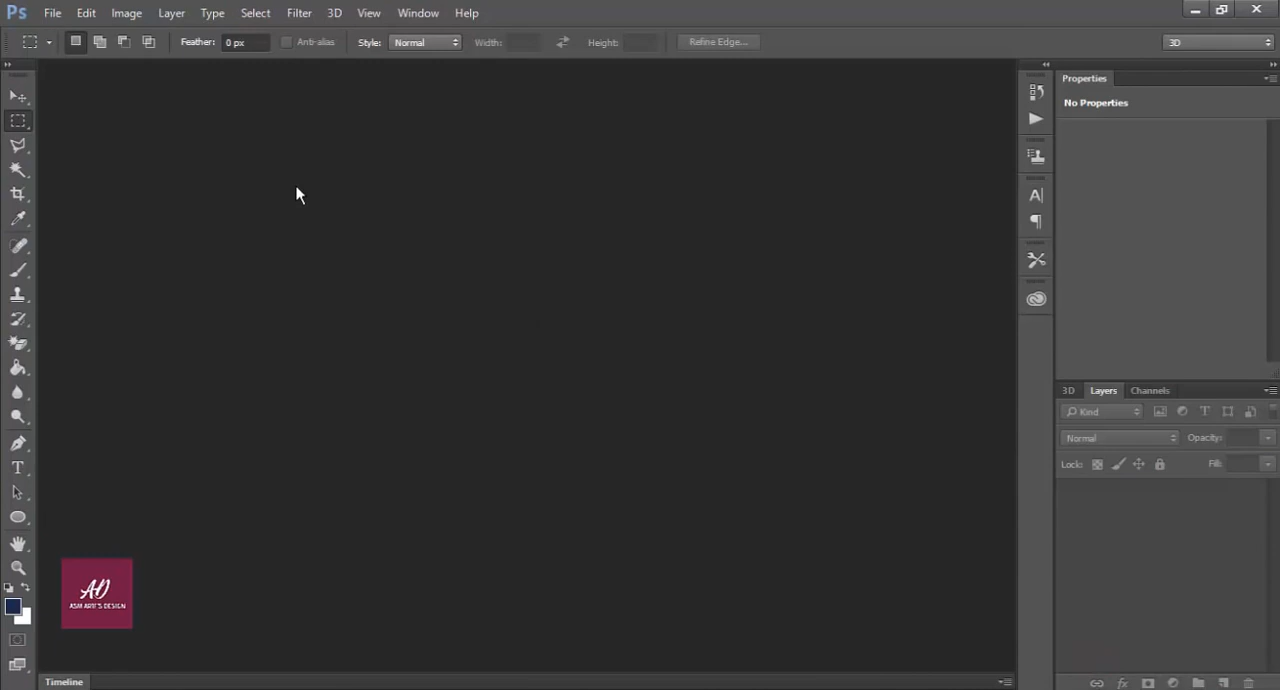 Ps File Edit Image Layer Type Select Filter 3D View Window Help
Feather: 0 px Anti-alias Style: Normal Width: Height: Refine Edge... 3D
Properties
No Properties
3D Layers Channels
Kind
Normal Opacity:
Lock: Fill:
AD
ASM ARTS DESIGN
Timeline